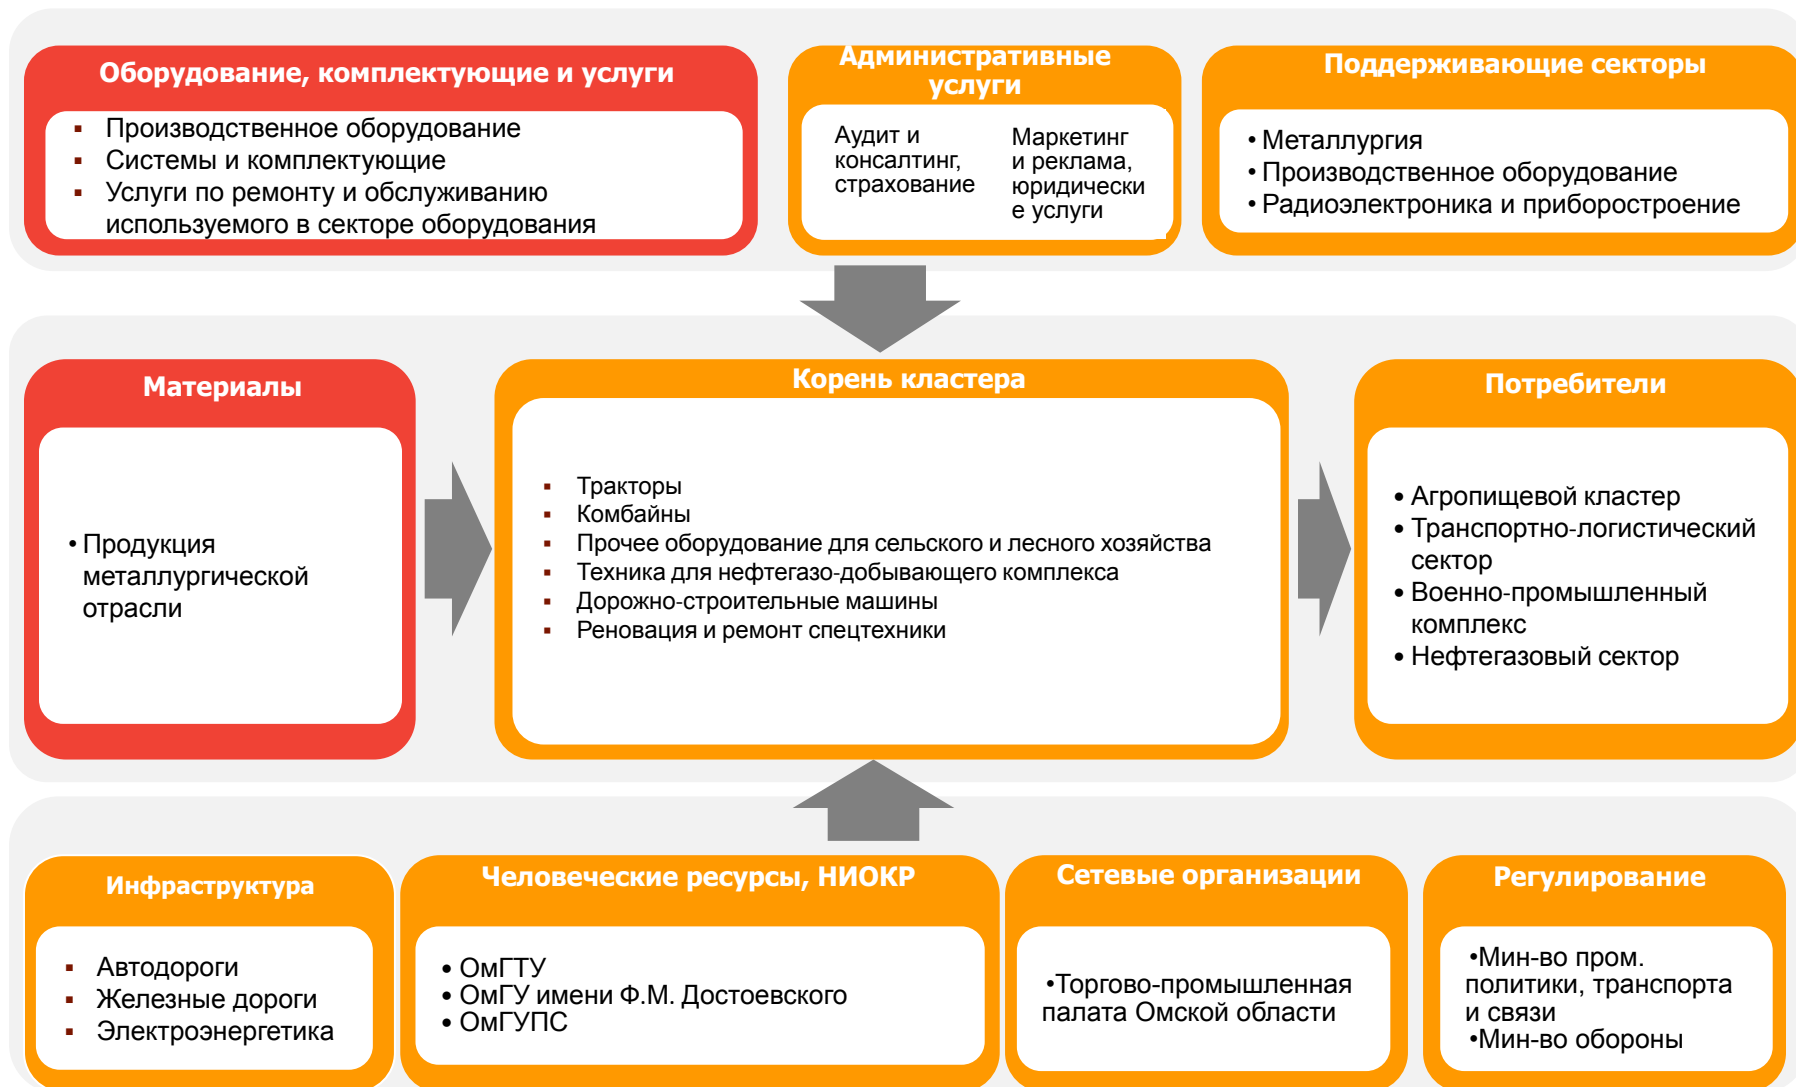 Оборудование, комплектующие и услуги
▪ Производственное оборудование
▪ Системы и комплектующие
▪ Услуги по ремонту и обслуживанию
используемого в секторе оборудования
Административные
услуги
Аудит и
консалтинг,
страхование
Маркетинг
и реклама,
юридически
е услуги
Поддерживающие секторы
• Металлургия
• Производственное оборудование
• Радиоэлектроника и приборостроение
Материалы
• Продукция
металлургической
отрасли
Корень кластера
▪ Тракторы
▪ Комбайны
▪ Прочее оборудование для сельского и лесного хозяйства
▪ Техника для нефтегазо-добывающего комплекса
▪ Дорожно-строительные машины
▪ Реновация и ремонт спецтехники
Потребители
• Агропищевой кластер
• Транспортно-логистический
сектор
• Военно-промышленный
комплекс
• Нефтегазовый сектор
Инфраструктура
▪ Автодороги
▪ Железные дороги
▪ Электроэнергетика
Человеческие ресурсы, НИОКР
• ОмГТУ
• ОмГУ имени Ф.М. Достоевского
• ОмГУПС
Сетевые организации
•Торгово-промышленная
палата Омской области
Регулирование
•Мин-во пром.
политики, транспорта
и связи
•Мин-во обороны